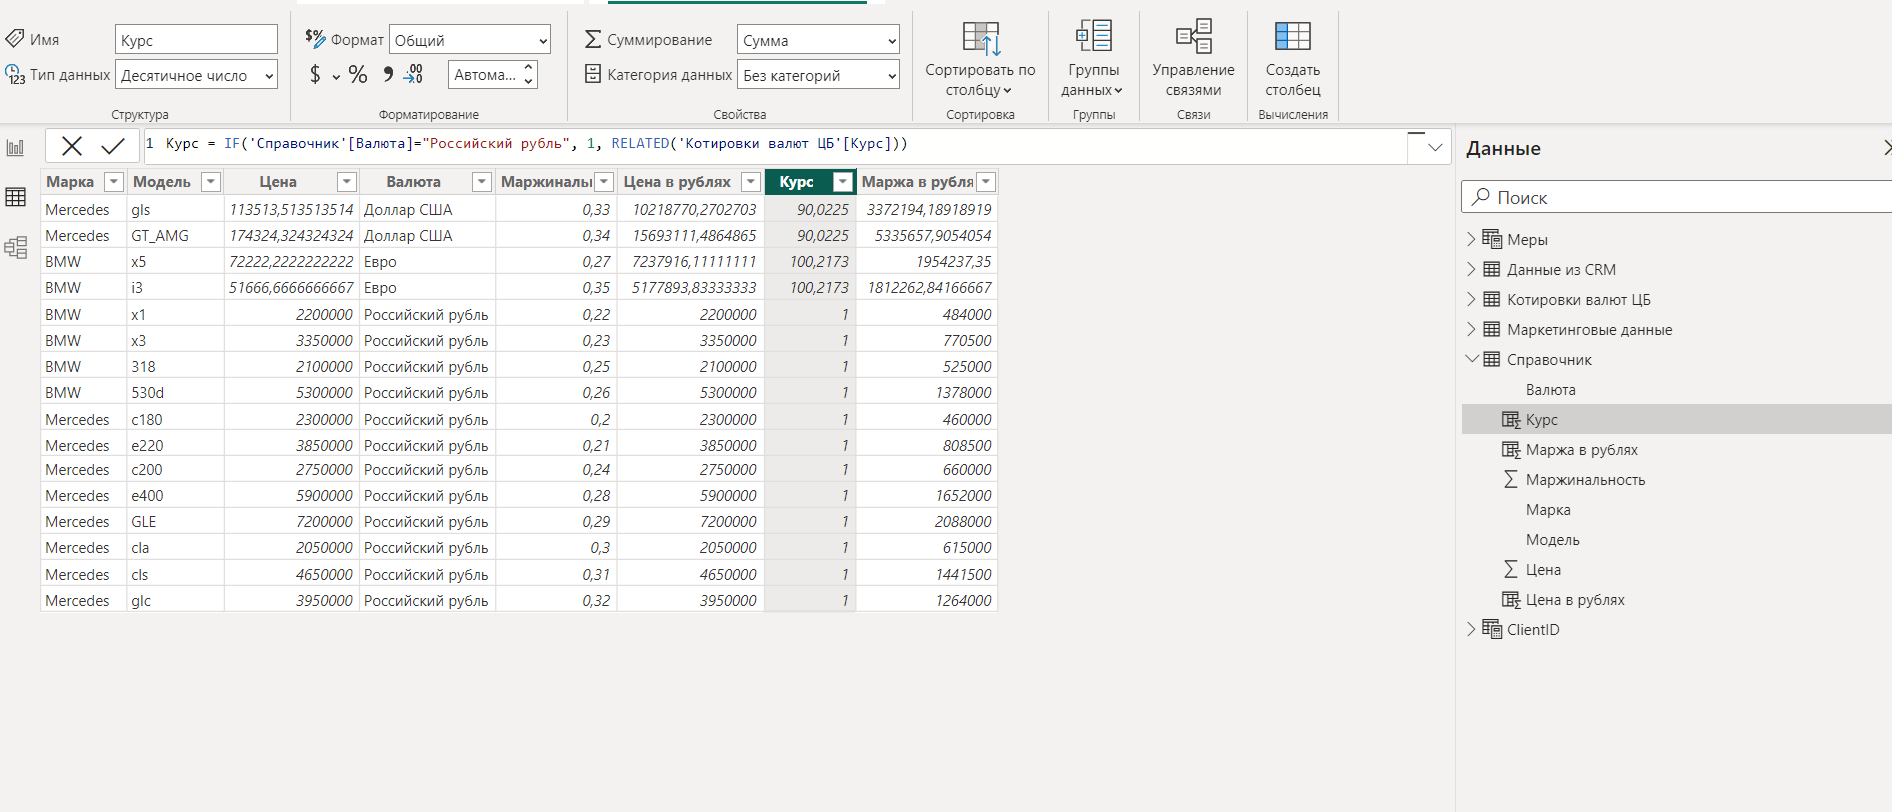 Имя Курс
Тип данных Десятичное число
Структура
Формат Общий
$ % 9 .00 →0 Автома...
Форматирование
Суммирование Сумма
Категория данных Без категорий
Свойства
Сортировать по столбцу
Сортировка
Группы данных
Группы
Управление связями
Связи
Создать столбец
Вычисления
1 Курс = IF('Справочник'[Валюта]="Российский рубль", 1, RELATED('Котировки валют ЦБ'[Курс]))
Марка Модель Цена Валюта Маржиналы Цена в рублях Курс Маржа в рубля
Mercedes gls 113513,513513514 Доллар США 0,33 10218770,2702703 90,0225 3372194,18918919
Mercedes GT_AMG 174324,324324324 Доллар США 0,34 15693111,4864865 90,0225 5335657,9054054
BMW x5 72222,2222222222 Евро 0,27 7237916,11111111 100,2173 1954237,35
BMW i3 51666,6666666667 Евро 0,35 5177893,83333333 100,2173 1812262,84166667
BMW x1 2200000 Российский рубль 0,22 2200000 1 484000
BMW x3 3350000 Российский рубль 0,23 3350000 1 770500
BMW 318 2100000 Российский рубль 0,25 2100000 1 525000
BMW 530d 5300000 Российский рубль 0,26 5300000 1 1378000
Mercedes c180 2300000 Российский рубль 0,2 2300000 1 460000
Mercedes e220 3850000 Российский рубль 0,21 3850000 1 808500
Mercedes c200 2750000 Российский рубль 0,24 2750000 1 660000
Mercedes e400 5900000 Российский рубль 0,28 5900000 1 1652000
Mercedes GLE 7200000 Российский рубль 0,29 7200000 1 2088000
Mercedes cla 2050000 Российский рубль 0,3 2050000 1 615000
Mercedes cls 4650000 Российский рубль 0,31 4650000 1 1441500
Mercedes glc 3950000 Российский рубль 0,32 3950000 1 1264000
Данные
Поиск
Меры
Данные из CRM
Котировки валют ЦБ
Маркетинговые данные
Справочник
Валюта
Курс
Маржа в рублях
Маржинальность
Марка
Модель
Цена
Цена в рублях
ClientID